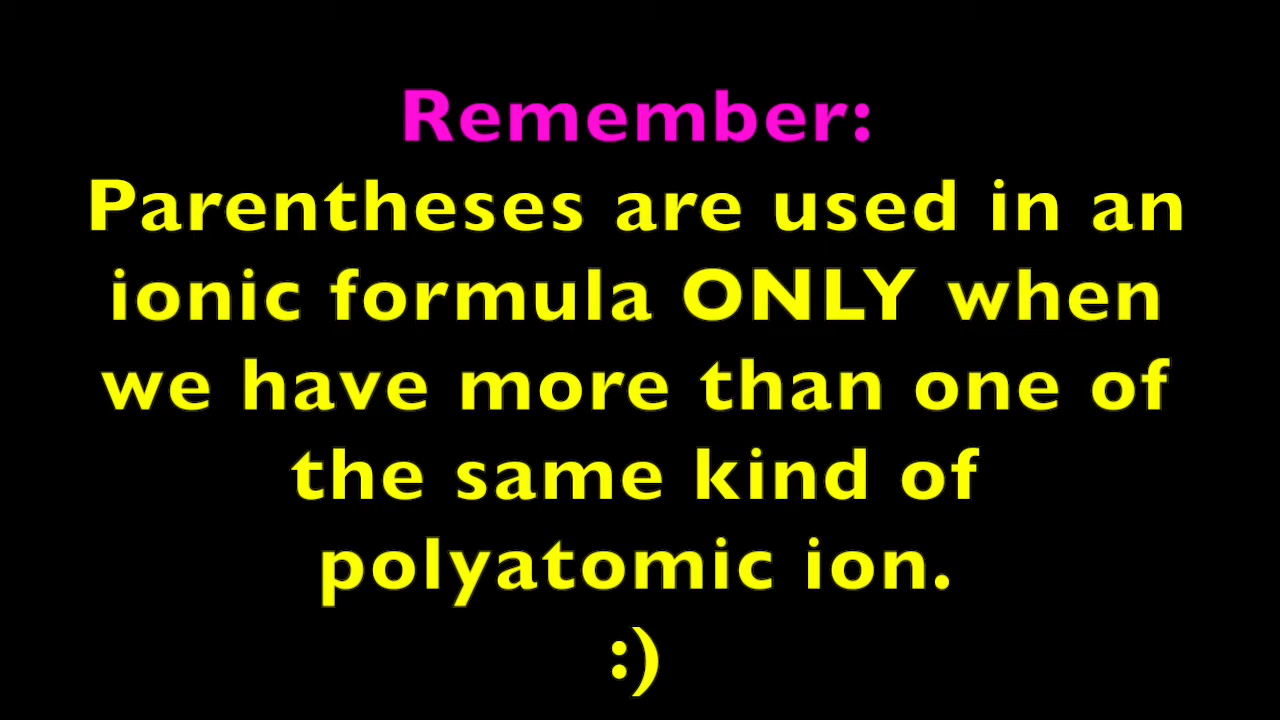 Remember:
Parentheses are used in an
ionic formula ONLY when
we have more than one of
the same kind of
polyatomic ion.
:)